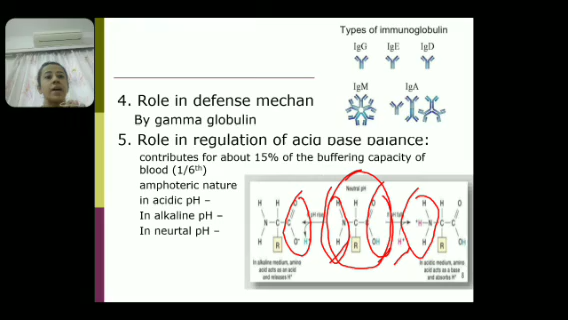 Types of immunoglobulin
IgG IgE IgD
IgM IgA
4. Role in defense mechan
By gamma globulin
5. Role in regulation of acid base balance:
contributes for about 15% of the buffering capacity of
blood (1/6th)
amphoteric nature
in acidic pH –
In alkaline pH –
In neurtal pH –
Neutral pH
H H O H H O H H O
N C C N C C H N C C
H R O⁻ H R OH H R OH
In alkaline medium, amino
acid acts as an acid
and releases H⁺
In acidic medium, amino
acid acts as a base
and absorbs H⁺
8